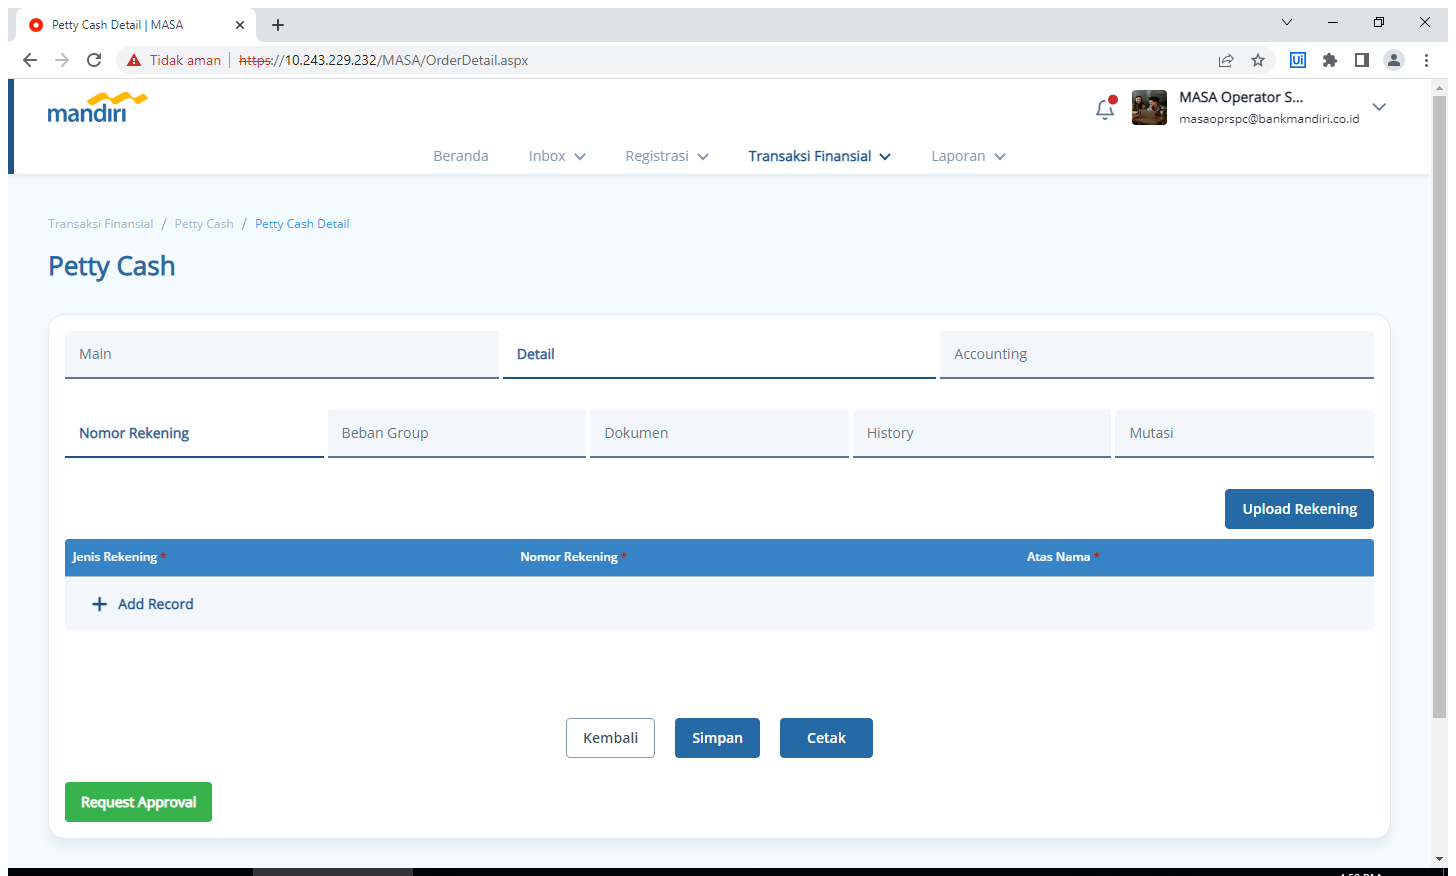 Petty Cash Detail | MASA
Tidak aman https://10.243.229.232/MASA/OrderDetail.aspx
Ui
mandiri
MASA Operator S...
masaoprspc@bankmandiri.co.id
Beranda Inbox Registrasi Transaksi Finansial Laporan
Transaksi Finansial / Petty Cash / Petty Cash Detail
Petty Cash
Main Detail Accounting
Nomor Rekening Beban Group Dokumen History Mutasi
Upload Rekening
Jenis Rekening * Nomor Rekening * Atas Nama *
+ Add Record
Kembali Simpan Cetak
Request Approval